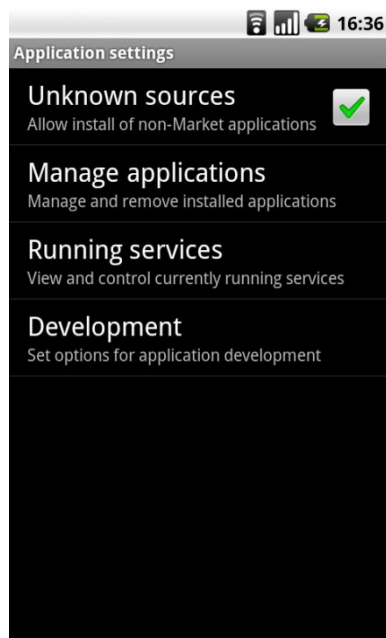 16:36
Application settings
Unknown sources
Allow install of non-Market applications
Manage applications
Manage and remove installed applications
Running services
View and control currently running services
Development
Set options for application development